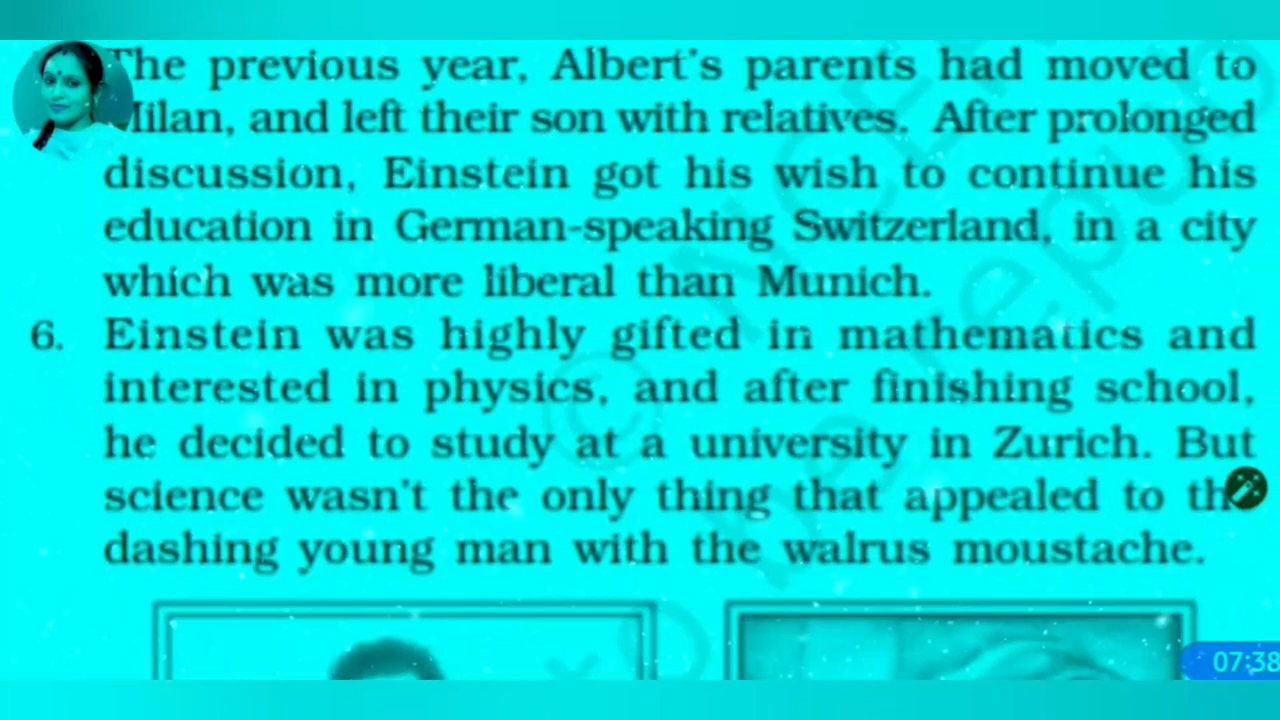 The previous year, Albert's parents had moved to
Milan, and left their son with relatives. After prolonged
discussion, Einstein got his wish to continue his
education in German-speaking Switzerland, in a city
which was more liberal than Munich.
6. Einstein was highly gifted in mathematics and
interested in physics, and after finishing school,
he decided to study at a university in Zurich. But
science wasn't the only thing that appealed to the
dashing young man with the walrus moustache.
07:38